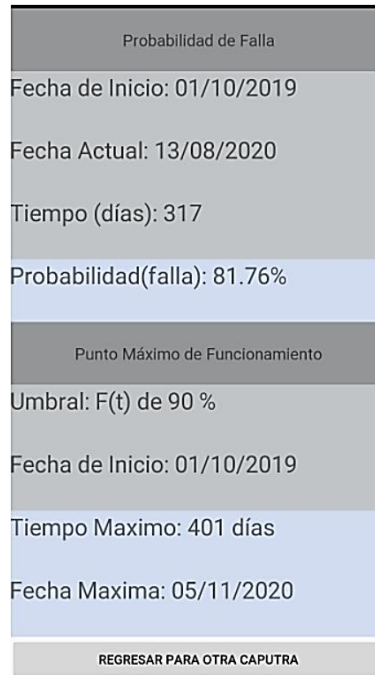 Probabilidad de Falla
Fecha de Inicio: 01/10/2019
Fecha Actual: 13/08/2020
Tiempo (días): 317
Probabilidad(falla): 81.76%
Punto Máximo de Funcionamiento
Umbral: F(t) de 90 %
Fecha de Inicio: 01/10/2019
Tiempo Maximo: 401 días
Fecha Maxima: 05/11/2020
REGRESAR PARA OTRA CAPUTRA